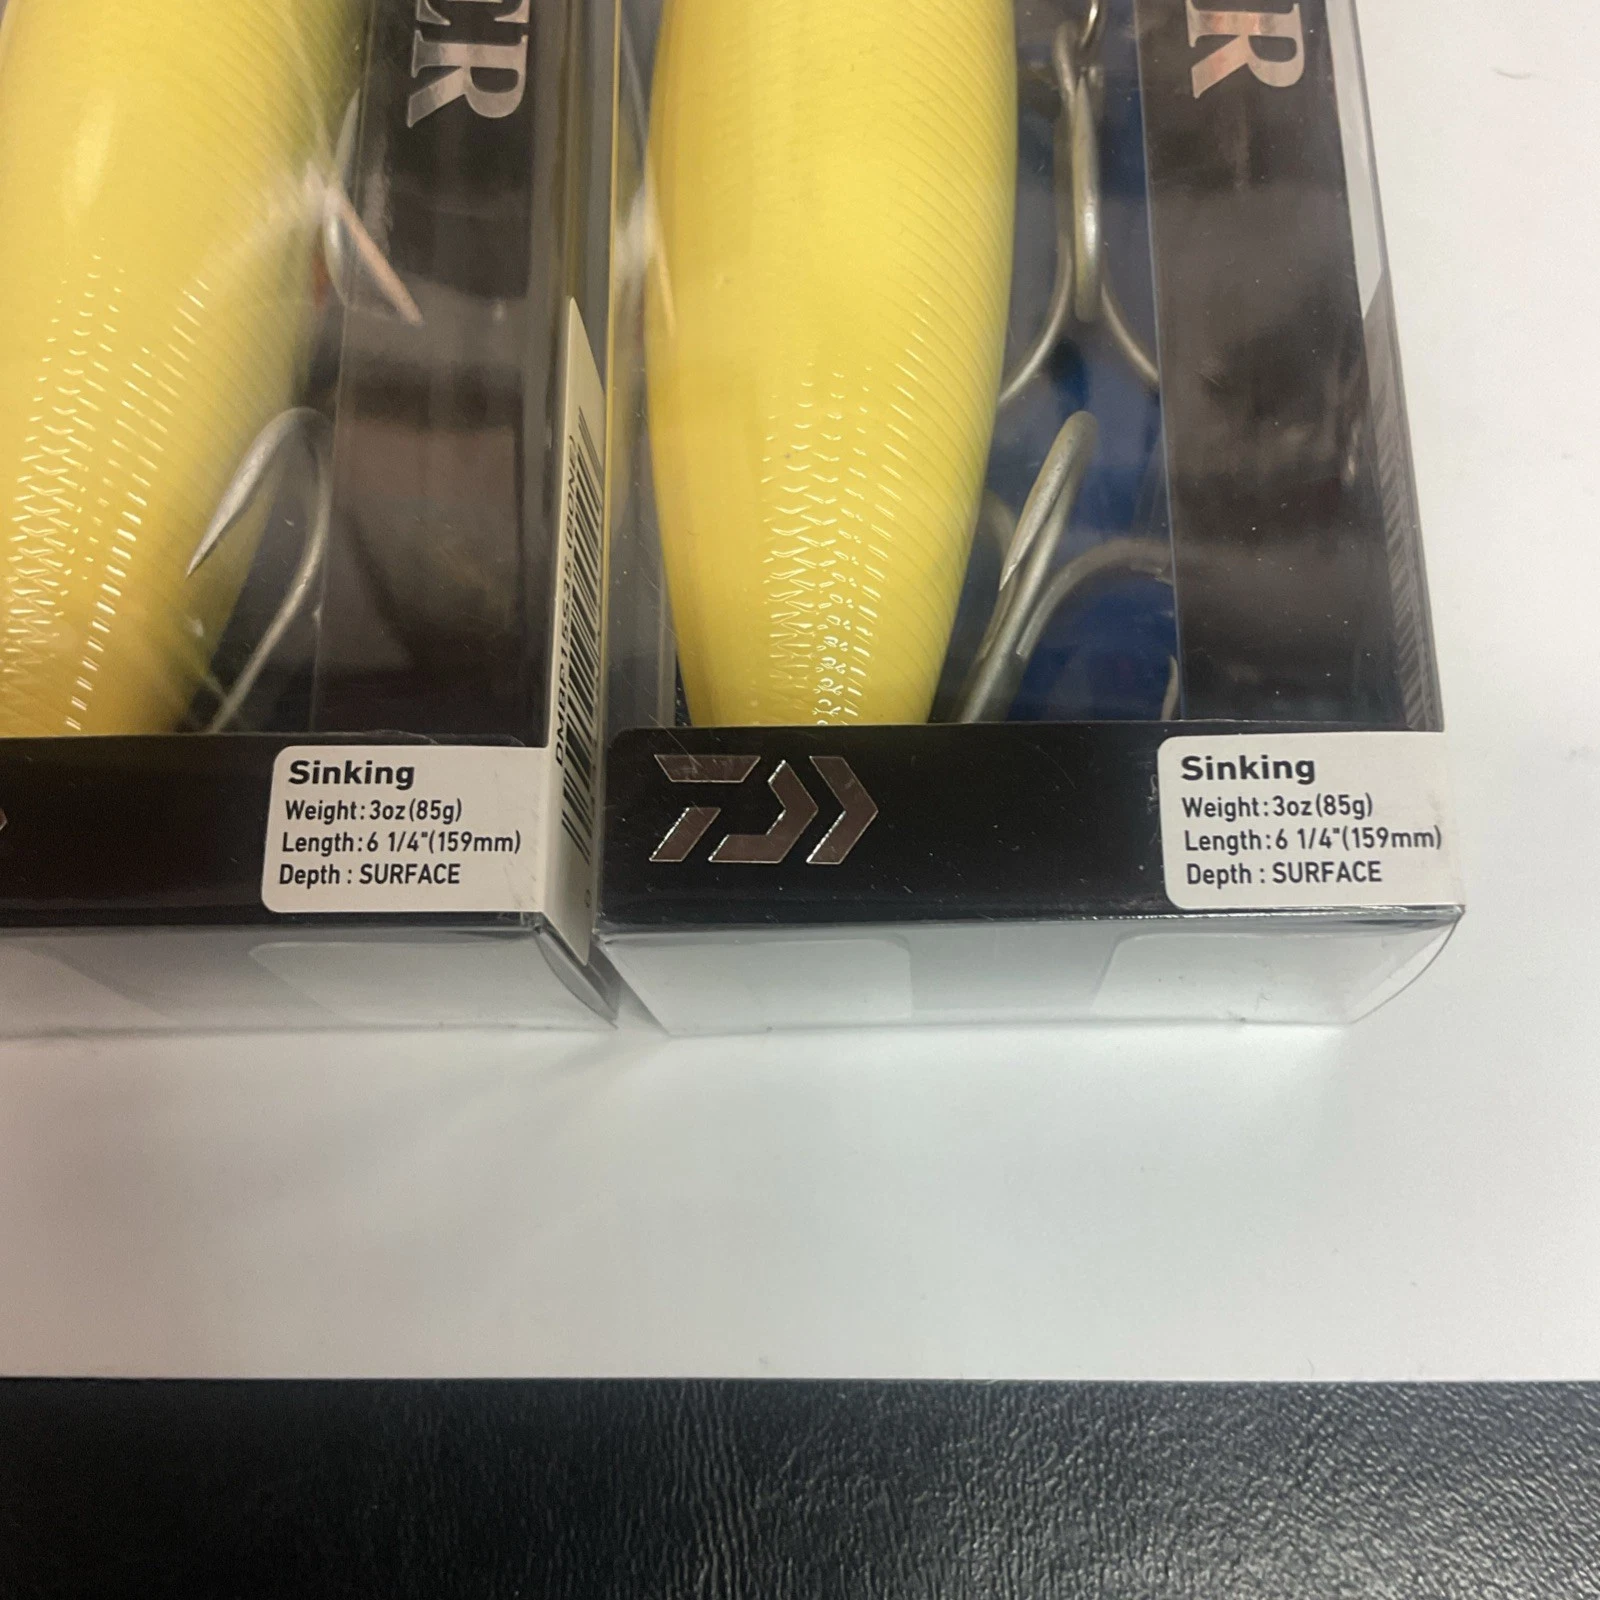 ER
R
Sinking
Weight:3oz(85g)
Length:6 1/4"(159mm)
Depth : SURFACE
Sinking
Weight:3oz(85g)
Length:6 1/4"(159mm)
Depth : SURFACE